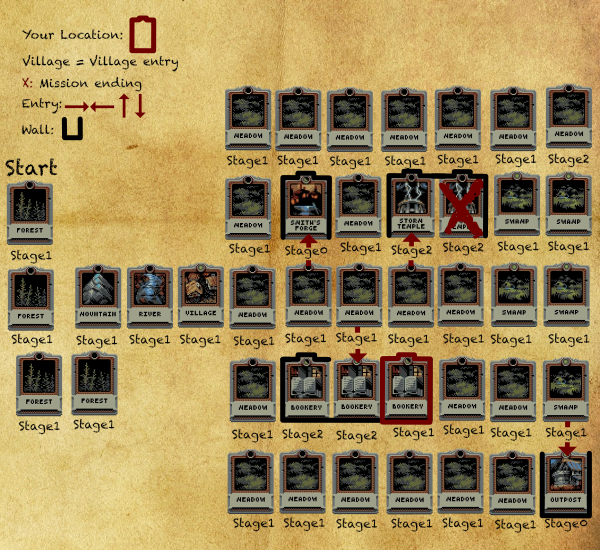 Your Location:
Village = Village entry
X: Mission ending
Entry:
Wall:
MEADOW MEADOW MEADOW MEADOW MEADOW MEADOW MEADOW
Stage1 Stage1 Stage1 Stage1 Stage1 Stage1 Stage2
Start
FOREST MEADOW SMITH'S FORGE MEADOW STORM TEMPLE SWAMP SWAMP
Stage1 Stage1 Stage0 Stage1 Stage2 Stage2 Stage1 Stage1
FOREST MOUNTAIN RIVER VILLAGE MEADOW MEADOW MEADOW MEADOW MEADOW SWAMP SWAMP
Stage1 Stage1 Stage1 Stage1 Stage1 Stage1 Stage1 Stage1 Stage1 Stage1 Stage1
FOREST FOREST MEADOW BOOKERY BOOKERY BOOKERY MEADOW MEADOW SWAMP
Stage1 Stage1 Stage1 Stage2 Stage2 Stage1 Stage1 Stage1 Stage1
MEADOW MEADOW MEADOW MEADOW MEADOW MEADOW OUTPOST
Stage1 Stage1 Stage1 Stage1 Stage1 Stage1 Stage0